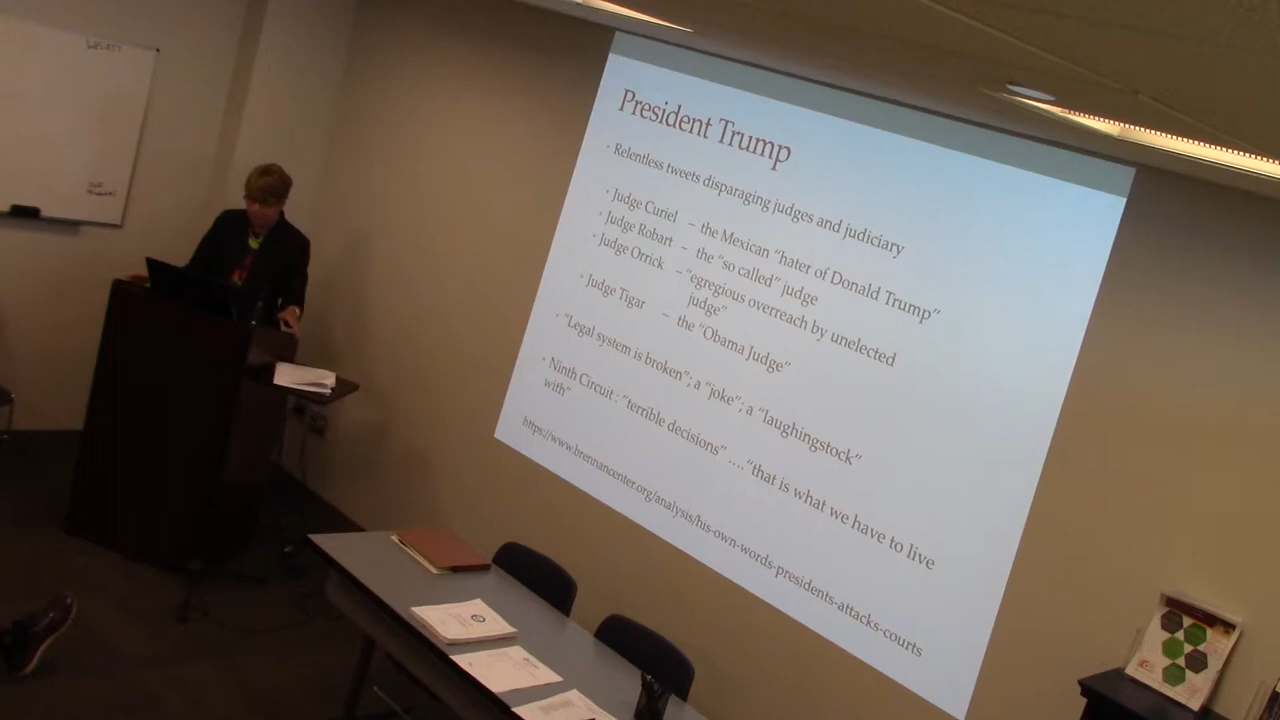 President Trump
• Relentless tweets disparaging judges and judiciary
• Judge Curiel – the Mexican "hater of Donald Trump"
• Judge Robart – the "so called" judge
• Judge Orrick – "egregious overreach by unelected
judge"
• Judge Tigar – the "Obama Judge"
• "Legal system is broken"; a "joke"; a "laughingstock"
• Ninth Circuit : "terrible decisions" …. "that is what we have to live
with"
https://www.brennancenter.org/analysis/his-own-words-presidents-attacks-courts